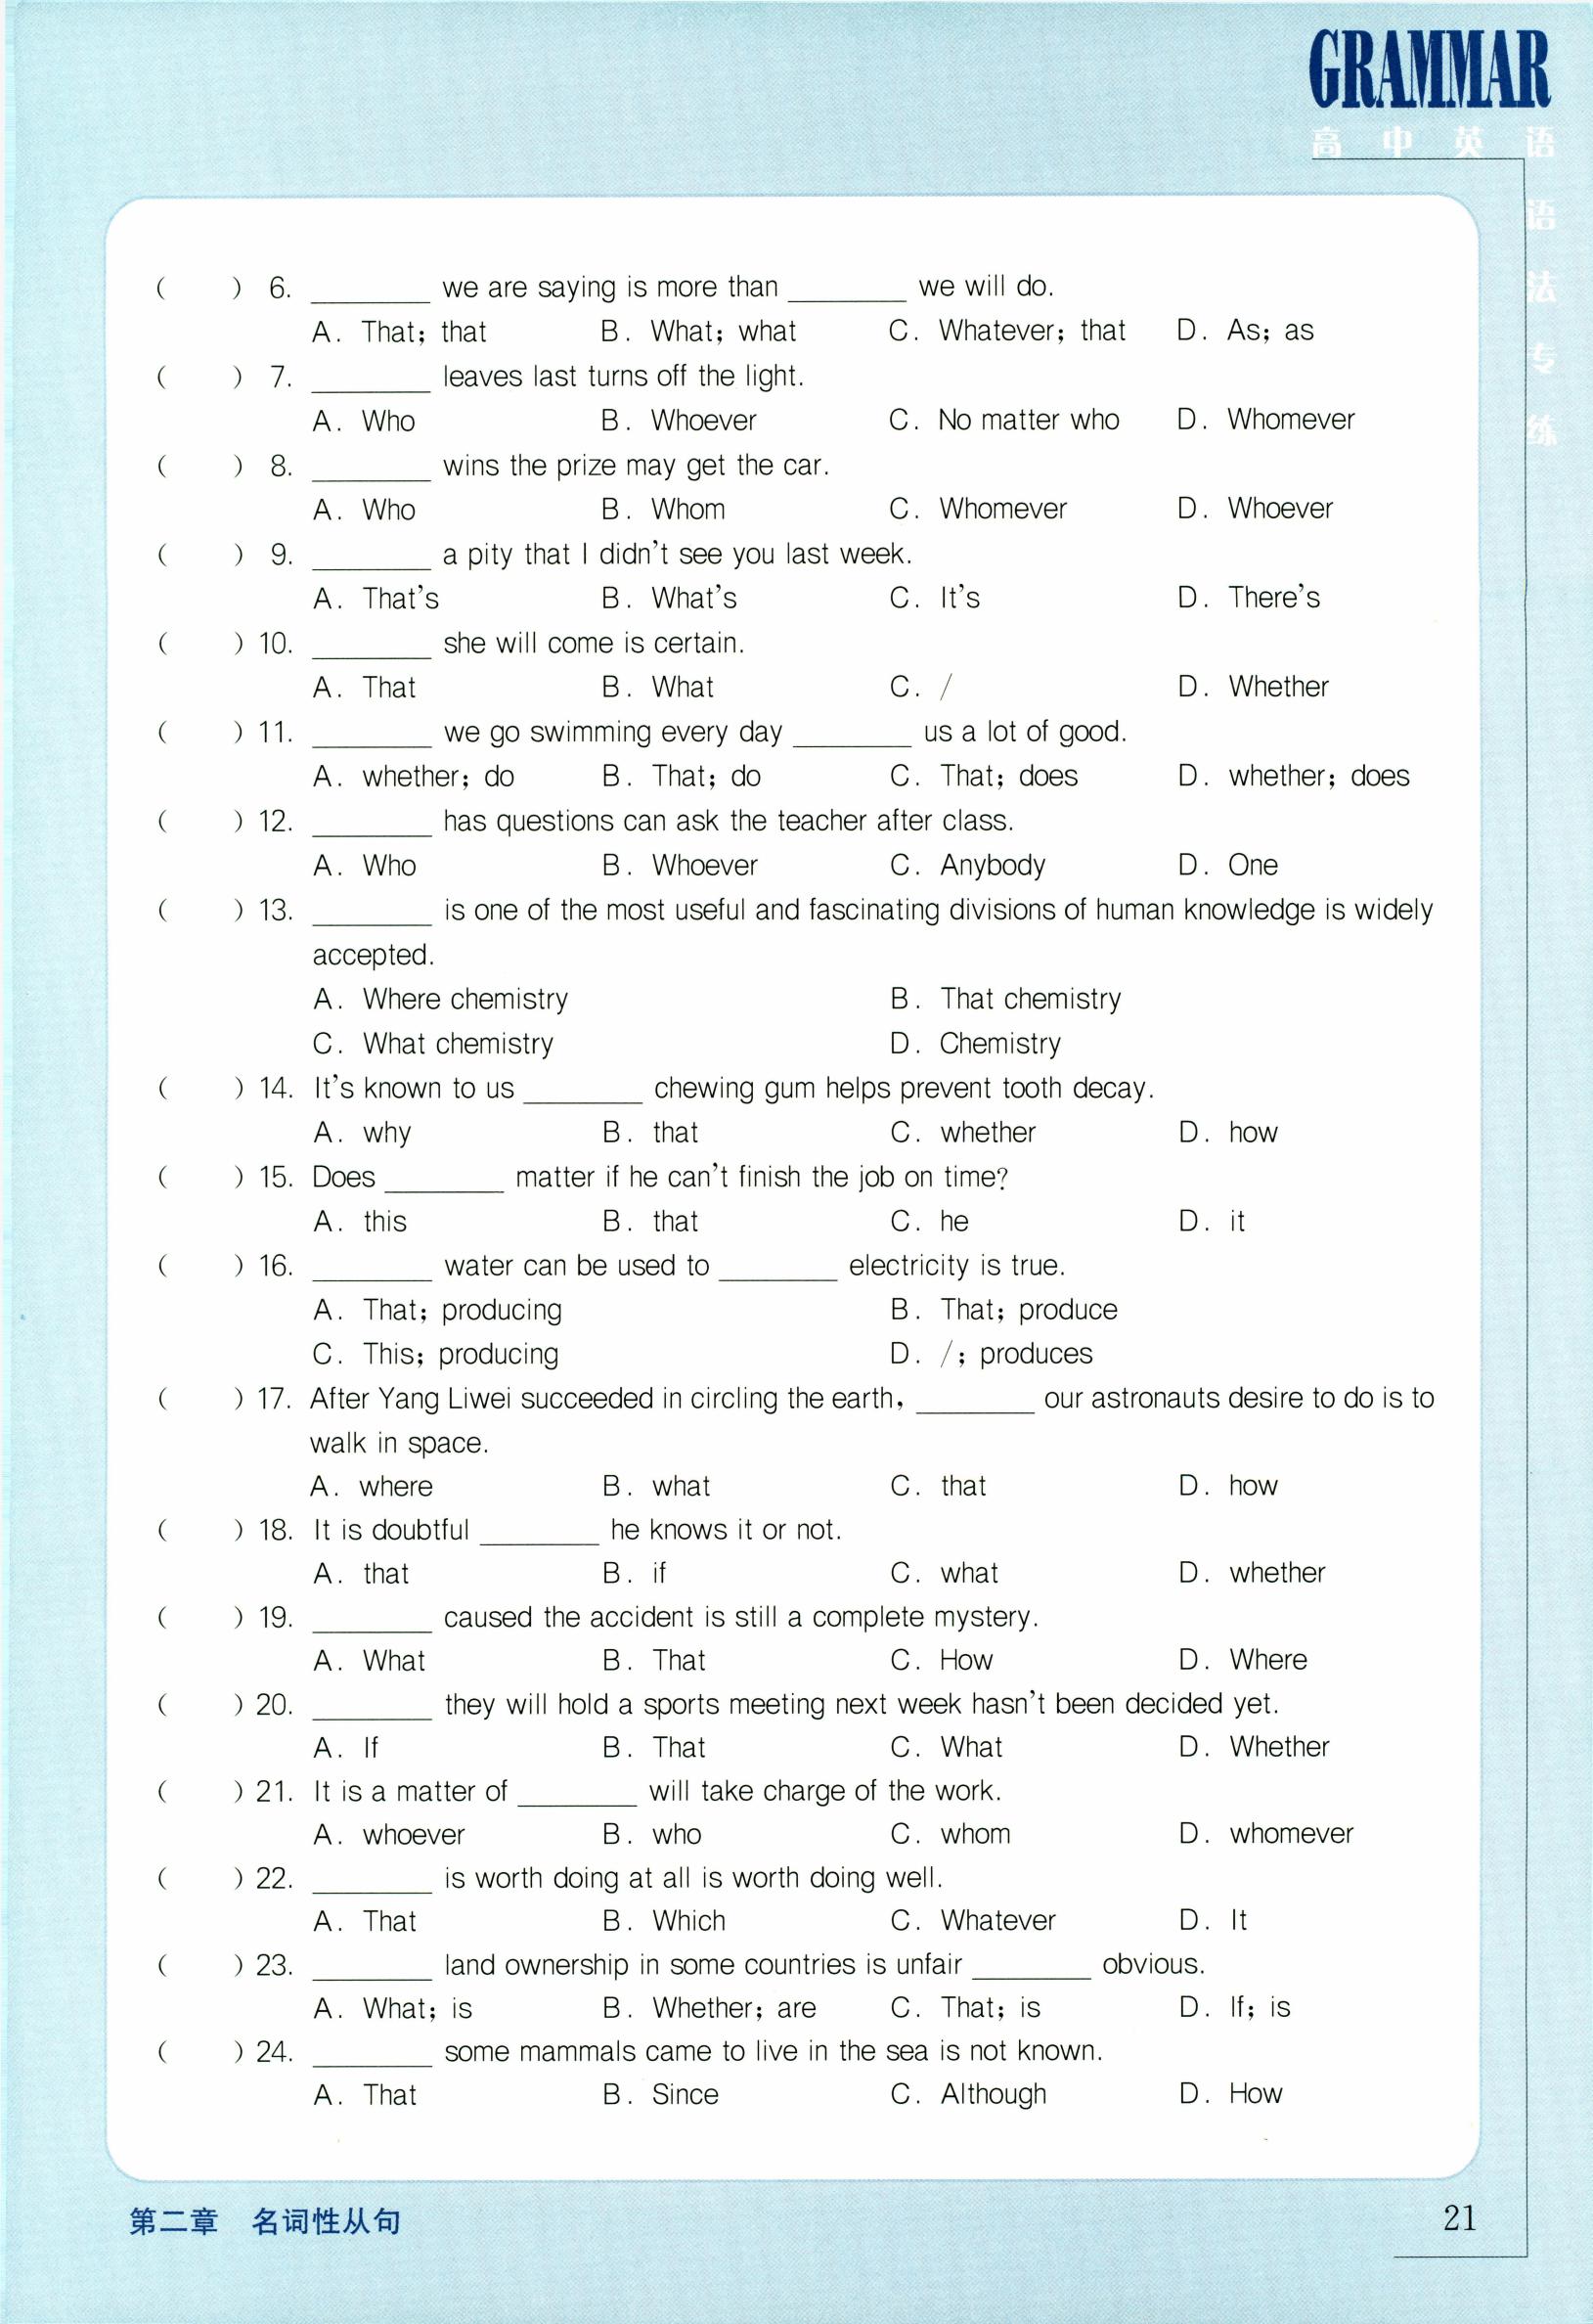 GRAMMAR
高中英语
语法专练
( ) 6. ________ we are saying is more than ________ we will do.
A. That; that B. What; what C. Whatever; that D. As; as
( ) 7. ________ leaves last turns off the light.
A. Who B. Whoever C. No matter who D. Whomever
( ) 8. ________ wins the prize may get the car.
A. Who B. Whom C. Whomever D. Whoever
( ) 9. ________ a pity that I didn't see you last week.
A. That's B. What's C. It's D. There's
( ) 10. ________ she will come is certain.
A. That B. What C. / D. Whether
( ) 11. ________ we go swimming every day ________ us a lot of good.
A. whether; do B. That; do C. That; does D. whether; does
( ) 12. ________ has questions can ask the teacher after class.
A. Who B. Whoever C. Anybody D. One
( ) 13. ________ is one of the most useful and fascinating divisions of human knowledge is widely
accepted.
A. Where chemistry B. That chemistry
C. What chemistry D. Chemistry
( ) 14. It's known to us ________ chewing gum helps prevent tooth decay.
A. why B. that C. whether D. how
( ) 15. Does ________ matter if he can't finish the job on time?
A. this B. that C. he D. it
( ) 16. ________ water can be used to ________ electricity is true.
A. That; producing B. That; produce
C. This; producing D. /; produces
( ) 17. After Yang Liwei succeeded in circling the earth, ________ our astronauts desire to do is to
walk in space.
A. where B. what C. that D. how
( ) 18. It is doubtful ________ he knows it or not.
A. that B. if C. what D. whether
( ) 19. ________ caused the accident is still a complete mystery.
A. What B. That C. How D. Where
( ) 20. ________ they will hold a sports meeting next week hasn't been decided yet.
A. If B. That C. What D. Whether
( ) 21. It is a matter of ________ will take charge of the work.
A. whoever B. who C. whom D. whomever
( ) 22. ________ is worth doing at all is worth doing well.
A. That B. Which C. Whatever D. It
( ) 23. ________ land ownership in some countries is unfair ________ obvious.
A. What; is B. Whether; are C. That; is D. If; is
( ) 24. ________ some mammals came to live in the sea is not known.
A. That B. Since C. Although D. How
第二章 名词性从句
21